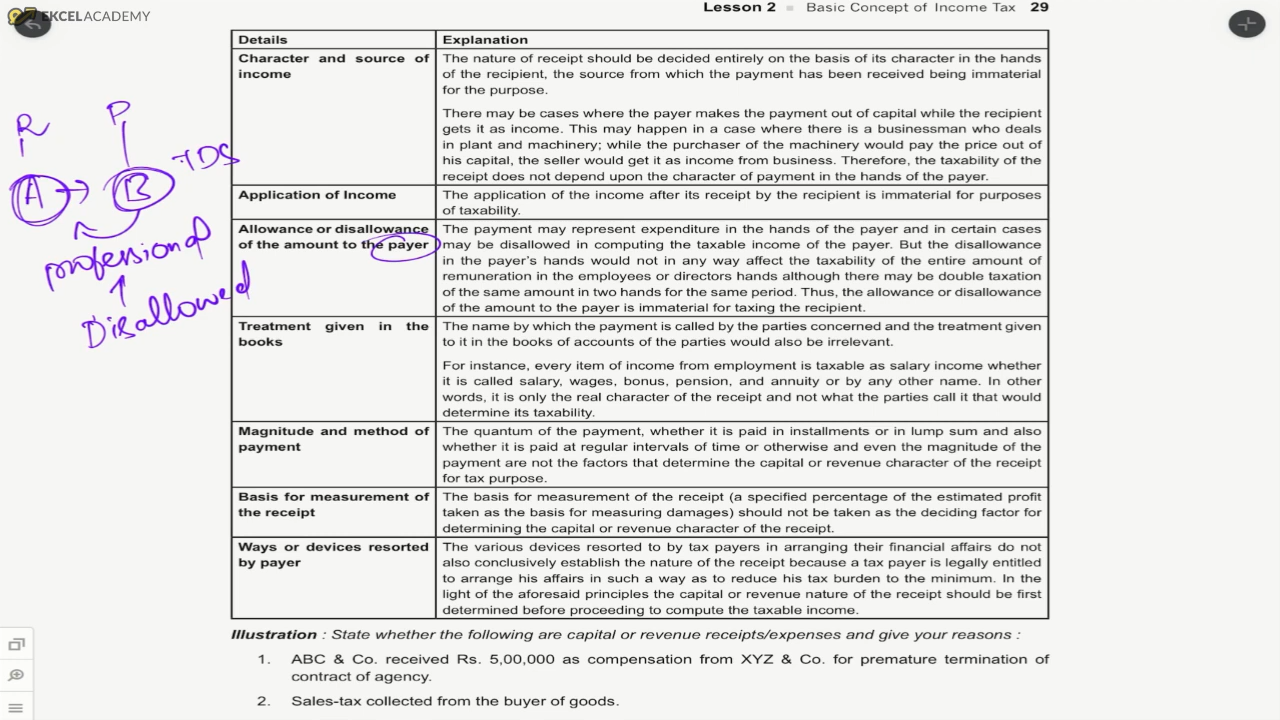 EKCEL ACADEMY
Lesson 2 Basic Concept of Income Tax 29
Details Explanation
Character and source of income
The nature of receipt should be decided entirely on the basis of its character in the hands
of the recipient, the source from which the payment has been received being immaterial
for the purpose.
There may be cases where the payer makes the payment out of capital while the recipient
gets it as income. This may happen in a case where there is a businessman who deals
in plant and machinery; while the purchaser of the machinery would pay the price out of
his capital, the seller would get it as income from business. Therefore, the taxability of the
receipt does not depend upon the character of payment in the hands of the payer.
Application of Income
The application of the income after its receipt by the recipient is immaterial for purposes
of taxability.
Allowance or disallowance
of the amount to the payer
The payment may represent expenditure in the hands of the payer and in certain cases
may be disallowed in computing the taxable income of the payer. But the disallowance
in the payer's hands would not in any way affect the taxability of the entire amount of
remuneration in the employees or directors hands although there may be double taxation
of the same amount in two hands for the same period. Thus, the allowance or disallowance
of the amount to the payer is immaterial for taxing the recipient.
Treatment given in the
books
The name by which the payment is called by the parties concerned and the treatment given
to it in the books of accounts of the parties would also be irrelevant.
For instance, every item of income from employment is taxable as salary income whether
it is called salary, wages, bonus, pension, and annuity or by any other name. In other
words, it is only the real character of the receipt and not what the parties call it that would
determine its taxability.
Magnitude and method of
payment
The quantum of the payment, whether it is paid in installments or in lump sum and also
whether it is paid at regular intervals of time or otherwise and even the magnitude of the
payment are not the factors that determine the capital or revenue character of the receipt
for tax purpose.
Basis for measurement of
the receipt
The basis for measurement of the receipt (a specified percentage of the estimated profit
taken as the basis for measuring damages) should not be taken as the deciding factor for
determining the capital or revenue character of the receipt.
Ways or devices resorted
by payer
The various devices resorted to by tax payers in arranging their financial affairs do not
also conclusively establish the nature of the receipt because a tax payer is legally entitled
to arrange his affairs in such a way as to reduce his tax burden to the minimum. In the
light of the aforesaid principles the capital or revenue nature of the receipt should be first
determined before proceeding to compute the taxable income.
Illustration : State whether the following are capital or revenue receipts/expenses and give your reasons :
1. ABC & Co. received Rs. 5,00,000 as compensation from XYZ & Co. for premature termination of
contract of agency.
2. Sales-tax collected from the buyer of goods.
R P
TDS
A B
professional
Disallowed